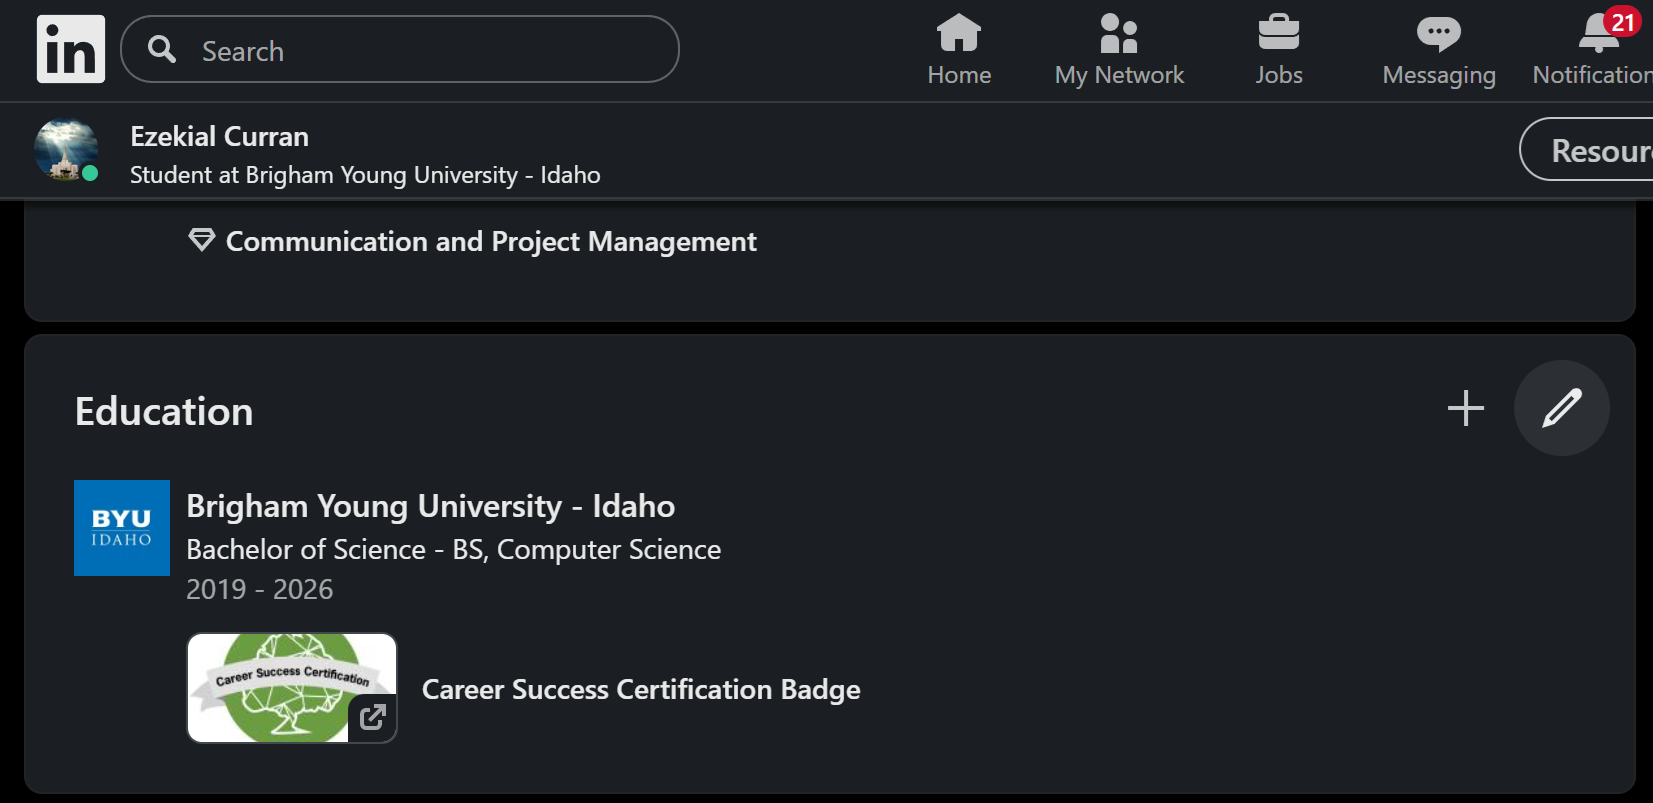 in
Search
Home
My Network
Jobs
Messaging
21
Notification
Ezekial Curran
Student at Brigham Young University - Idaho
Resour
Communication and Project Management
Education
BYU
IDAHO
Brigham Young University - Idaho
Bachelor of Science - BS, Computer Science
2019 - 2026
Career Success Certification
Career Success Certification Badge